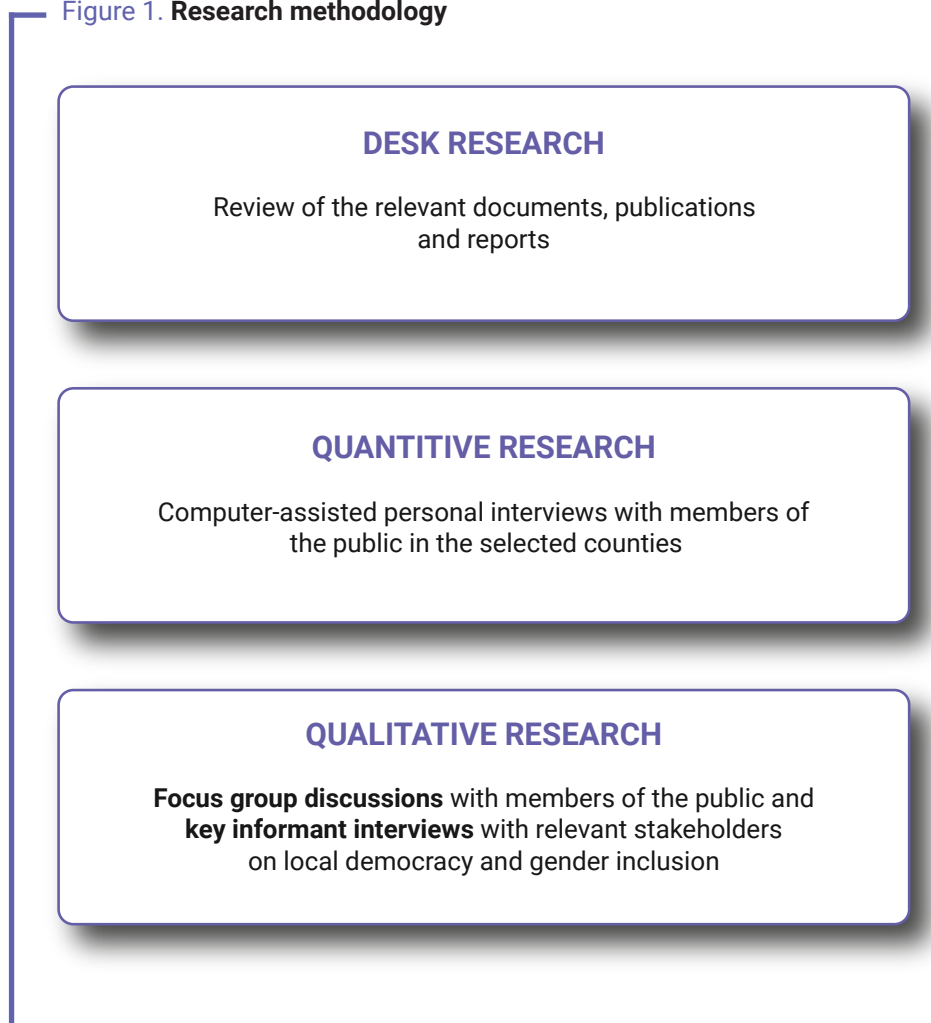 Figure 1. Research methodology
DESK RESEARCH
Review of the relevant documents, publications
and reports
QUANTITIVE RESEARCH
Computer-assisted personal interviews with members of
the public in the selected counties
QUALITATIVE RESEARCH
Focus group discussions with members of the public and
key informant interviews with relevant stakeholders
on local democracy and gender inclusion